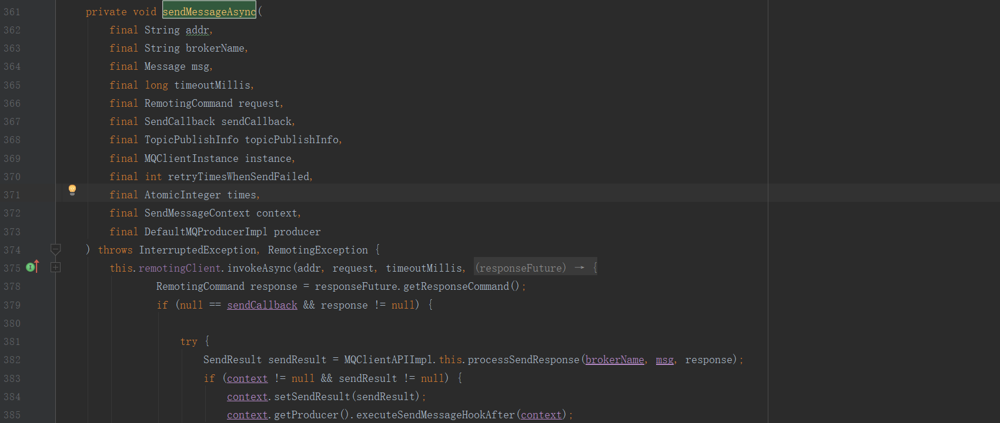 361 private void sendMessageAsync(
362 final String addr,
363 final String brokerName,
364 final Message msg,
365 final long timeoutMillis,
366 final RemotingCommand request,
367 final SendCallback sendCallback,
368 final TopicPublishInfo topicPublishInfo,
369 final MQClientInstance instance,
370 final int retryTimesWhenSendFailed,
371 final AtomicInteger times,
372 final SendMessageContext context,
373 final DefaultMQProducerImpl producer
374 ) throws InterruptedException, RemotingException {
375 this.remotingClient.invokeAsync(addr, request, timeoutMillis, (responseFuture) → {
378 RemotingCommand response = responseFuture.getResponseCommand();
379 if (null == sendCallback && response != null) {
380
381 try {
382 SendResult sendResult = MQClientAPIImpl.this.processSendResponse(brokerName, msg, response);
383 if (context != null && sendResult != null) {
384 context.setSendResult(sendResult);
385 context.getProducer().executeSendMessageHookAfter(context);